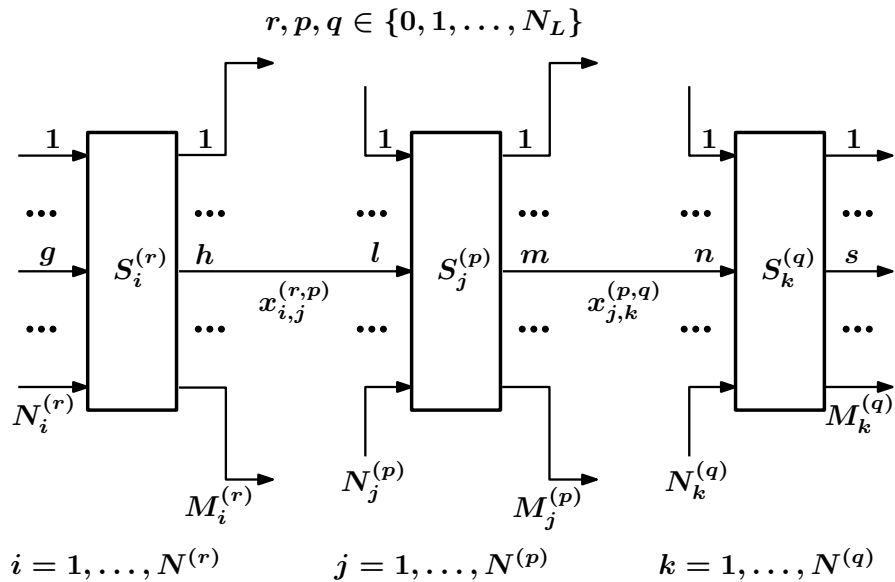 r, p, q ∈ {0, 1, . . . , N_L}
1 1 1 1 1 1
... ... ... ... ... ...
g S_i^{(r)} h l S_j^{(p)} m n S_k^{(q)} s
x_{i,j}^{(r,p)} x_{j,k}^{(p,q)}
... ... ... ... ... ...
N_i^{(r)} M_k^{(q)}
M_i^{(r)} N_j^{(p)} M_j^{(p)} N_k^{(q)}
i = 1, . . . , N^{(r)} j = 1, . . . , N^{(p)} k = 1, . . . , N^{(q)}